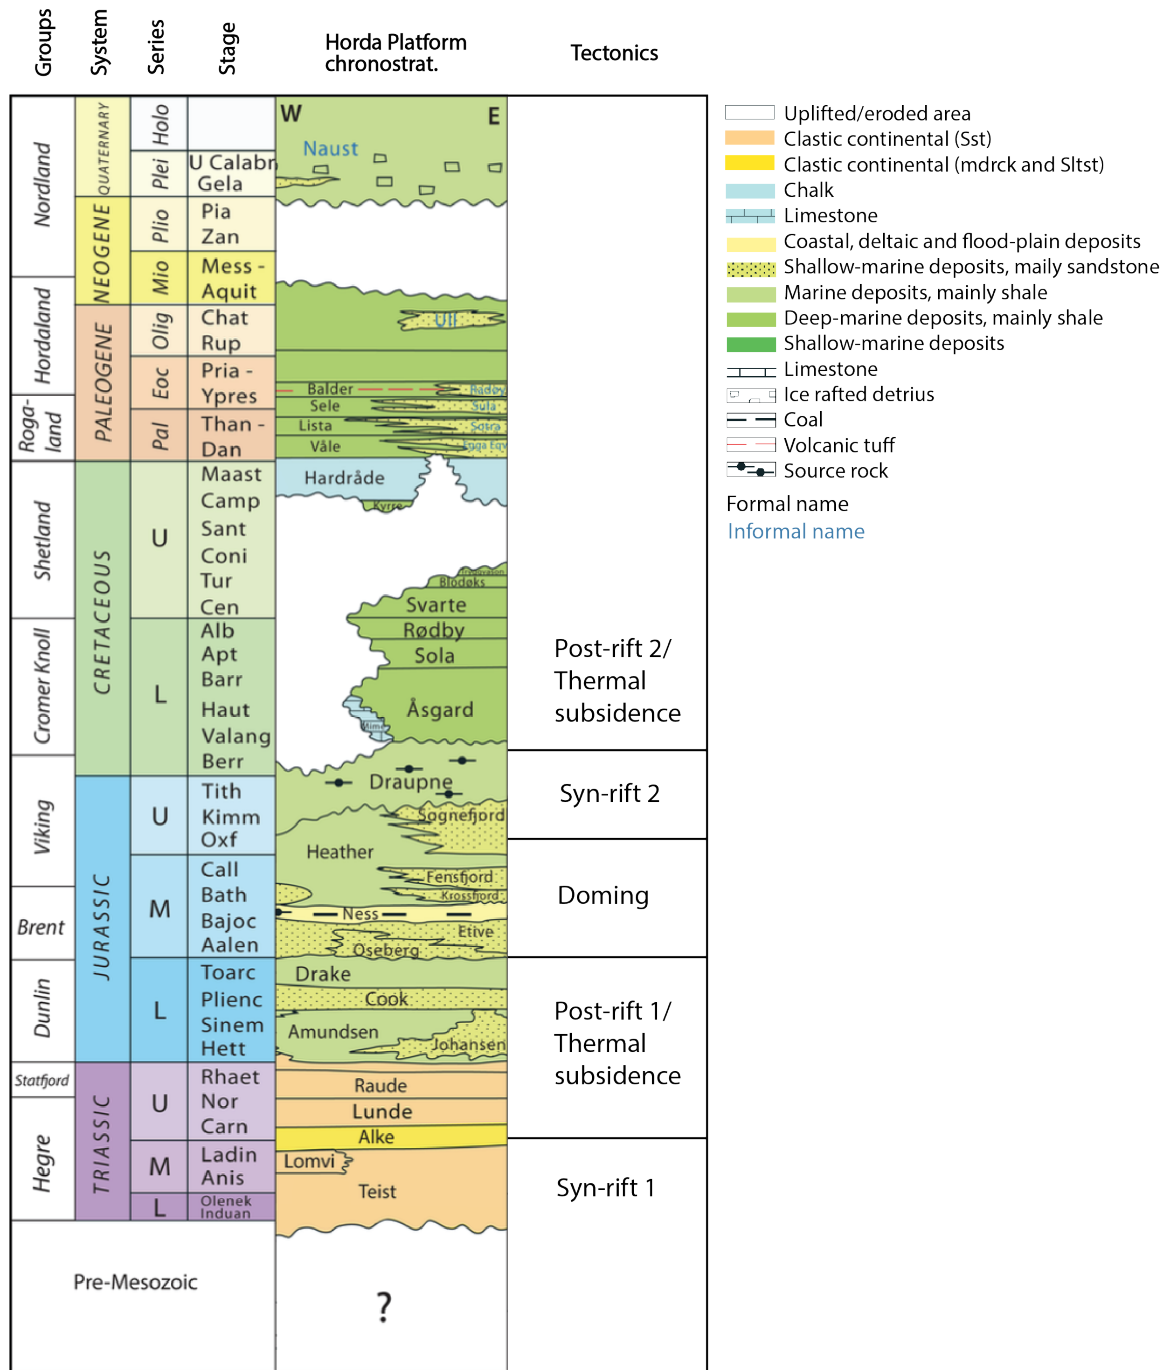 Groups
System
Series
Stage
Horda Platform
chronostrat.
Tectonics
Nordland
Hordaland
Roga-
land
Shetland
Cromer Knoll
Viking
Brent
Dunlin
Statfjord
Hegre
QUATERNARY
NEOGENE
PALEOGENE
CRETACEOUS
JURASSIC
TRIASSIC
Holo
Plei
Plio
Mio
Olig
Eoc
Pal
U
L
U
M
L
U
M
L
U Calabr
Gela
Pia
Zan
Mess -
Aquit
Chat
Rup
Pria -
Ypres
Than -
Dan
Maast
Camp
Sant
Coni
Tur
Cen
Alb
Apt
Barr
Haut
Valang
Berr
Tith
Kimm
Oxf
Call
Bath
Bajoc
Aalen
Toarc
Plienc
Sinem
Hett
Rhaet
Nor
Carn
Ladin
Anis
Olenek
Induan
Pre-Mesozoic
W
E
Naust
Ull
Balder
Sele
Sula
Lista
Sotra
Våle
Hardråde
Kyrre
Blodøks
Svarte
Rødby
Sola
Åsgard
Mime
Draupne
Sognefjord
Heather
Fensfjord
Krossfjord
Ness
Etive
Oseberg
Drake
Cook
Amundsen
Johansen
Raude
Lunde
Alke
Lomvi
Teist
?
Post-rift 2/
Thermal
subsidence
Syn-rift 2
Doming
Post-rift 1/
Thermal
subsidence
Syn-rift 1
Uplifted/eroded area
Clastic continental (Sst)
Clastic continental (mdrck and Sltst)
Chalk
Limestone
Coastal, deltaic and flood-plain deposits
Shallow-marine deposits, maily sandstone
Marine deposits, mainly shale
Deep-marine deposits, mainly shale
Shallow-marine deposits
Limestone
Ice rafted detrius
Coal
Volcanic tuff
Source rock
Formal name
Informal name